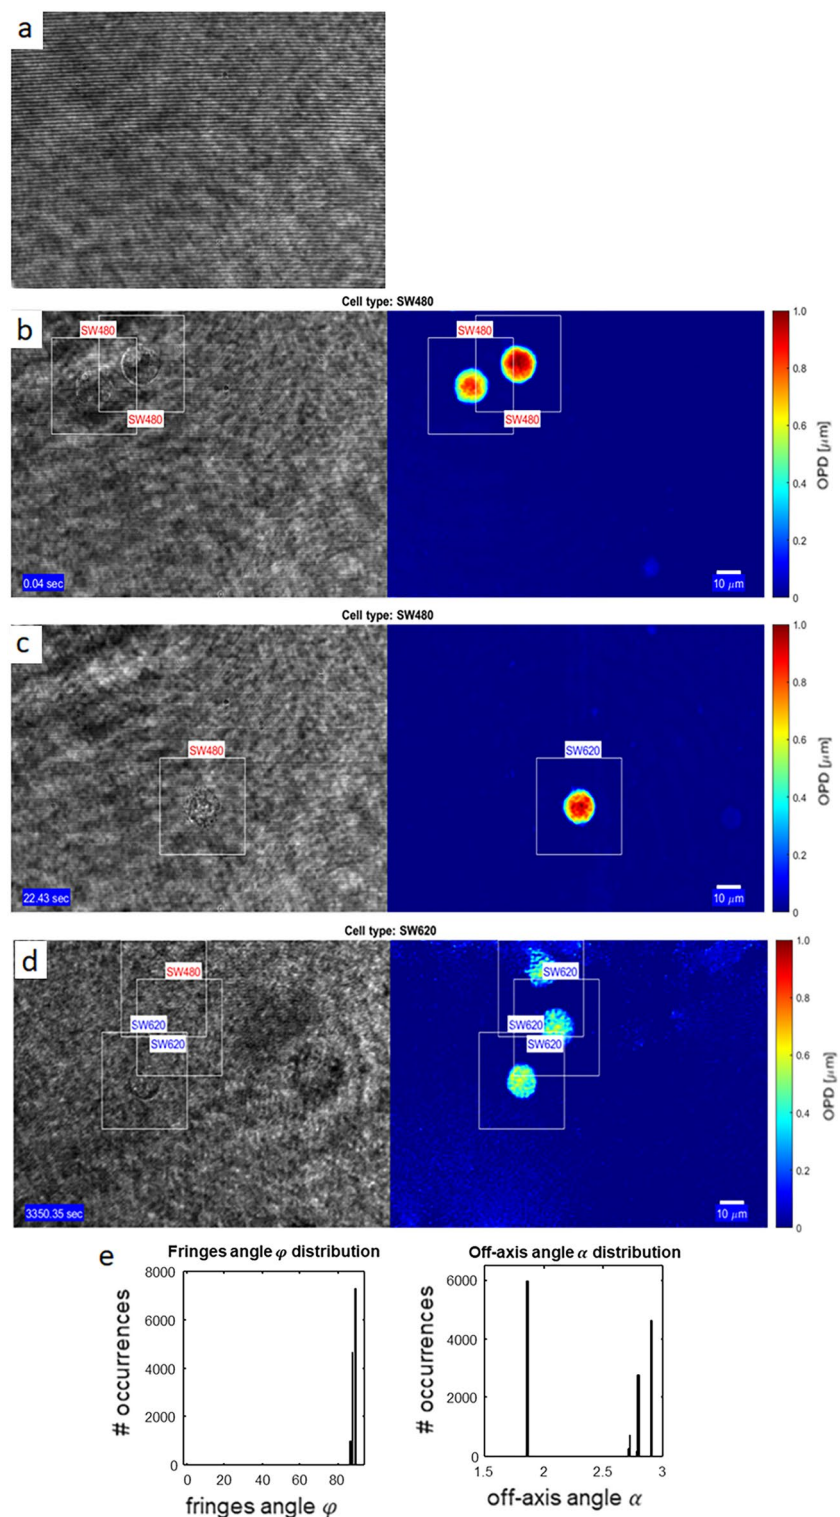 a
Cell type: SW480
b
SW480
SW480
0.04 sec
SW480
SW480
10 μm
1.0
0.8
0.6
0.4
0.2
0
OPD [μm]
Cell type: SW480
c
SW480
22.43 sec
SW620
10 μm
1.0
0.8
0.6
0.4
0.2
0
OPD [μm]
Cell type: SW620
d
SW480
SW620
SW620
3350.35 sec
SW620
SW620
SW620
10 μm
1.0
0.8
0.6
0.4
0.2
0
OPD [μm]
e
Fringes angle φ distribution
# occurrences
8000
6000
4000
2000
0
0 20 40 60 80
fringes angle φ
Off-axis angle α distribution
# occurrences
6000
4000
2000
0
1.5 2 2.5 3
off-axis angle α